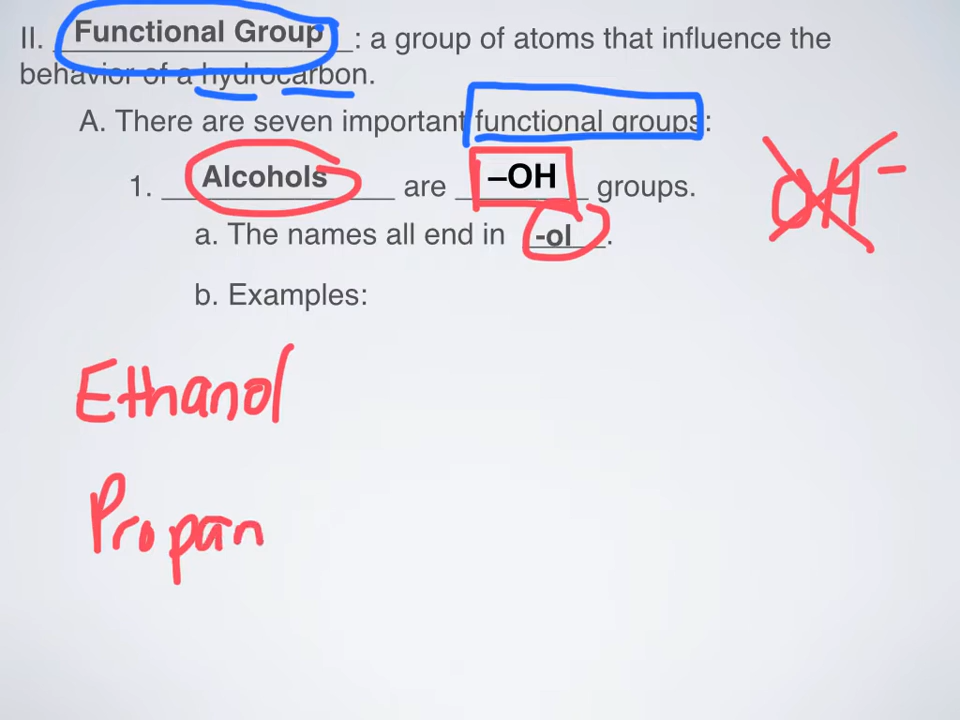 II. Functional Group: a group of atoms that influence the
behavior of a hydrocarbon.
A. There are seven important functional groups:
1. Alcohols are –OH groups.
OH⁻
a. The names all end in -ol.
b. Examples:
Ethanol
Propan